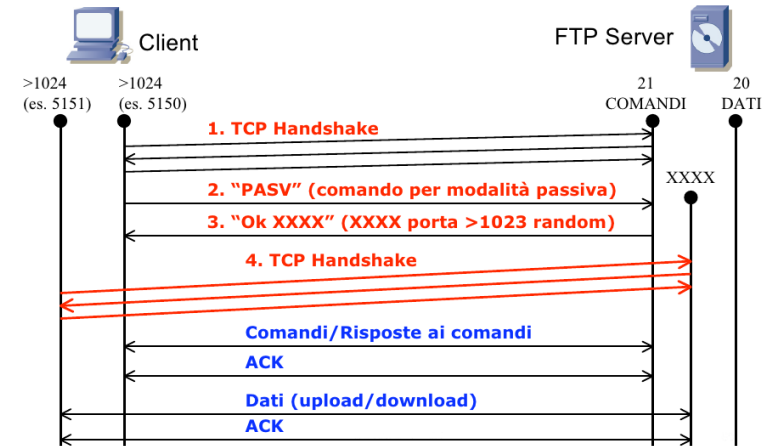 Client
FTP Server
>1024
(es. 5151)
>1024
(es. 5150)
21
COMANDI
20
DATI
1. TCP Handshake
XXXX
2. “PASV” (comando per modalità passiva)
3. “Ok XXXX” (XXXX porta >1023 random)
4. TCP Handshake
Comandi/Risposte ai comandi
ACK
Dati (upload/download)
ACK